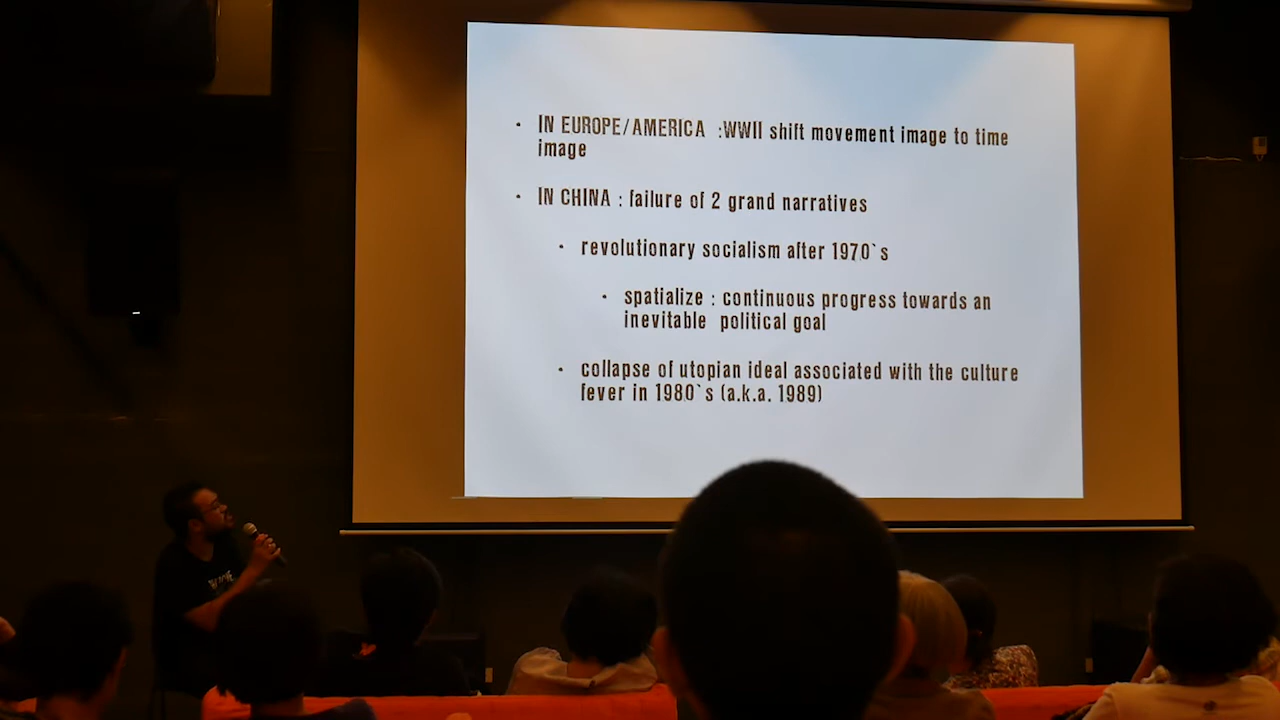 • IN EUROPE/AMERICA :WWII shift movement image to time
image
• IN CHINA : failure of 2 grand narratives
• revolutionary socialism after 1970`s
• spatialize : continuous progress towards an
inevitable political goal
• collapse of utopian ideal associated with the culture
fever in 1980`s (a.k.a. 1989)